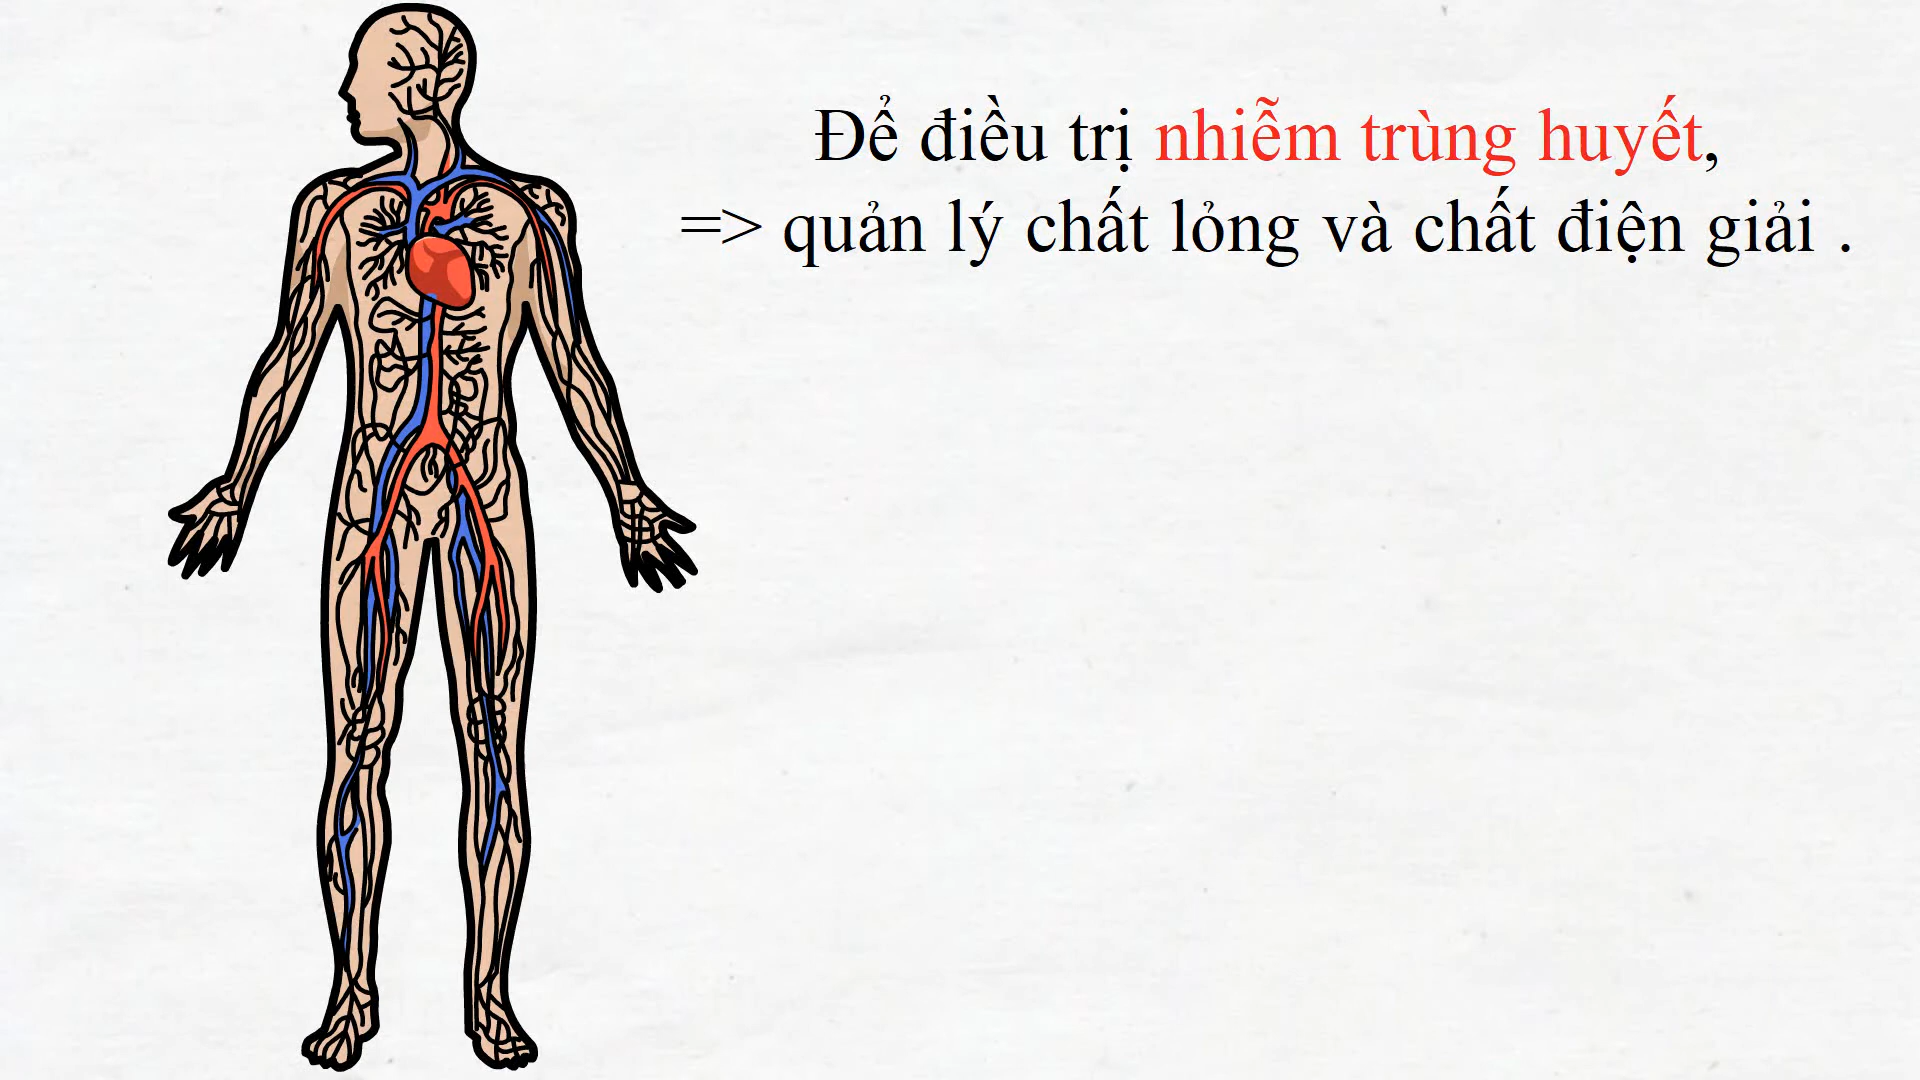 Để điều trị nhiễm trùng huyết,
=> quản lý chất lỏng và chất điện giải .